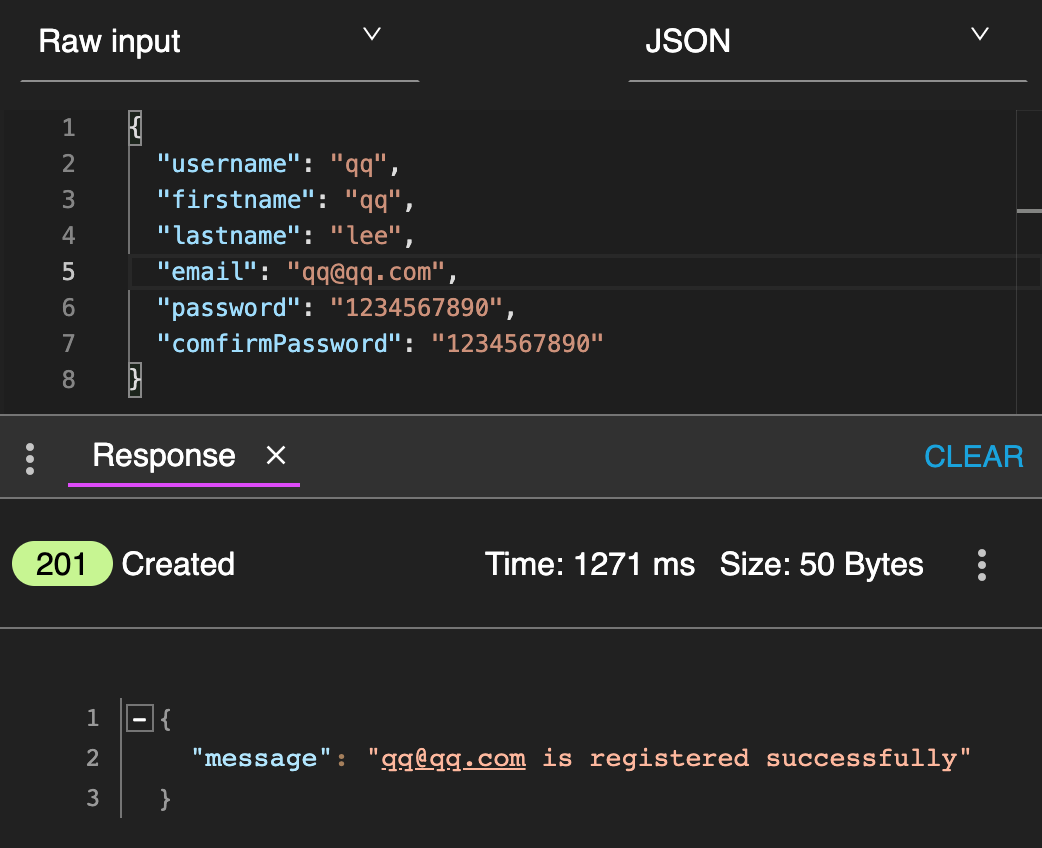 Raw input JSON
1 {
2 "username": "qq",
3 "firstname": "qq",
4 "lastname": "lee",
5 "email": "qq@qq.com",
6 "password": "1234567890",
7 "comfirmPassword": "1234567890"
8 }
Response × CLEAR
201 Created Time: 1271 ms Size: 50 Bytes
1 {
2 "message": "qq@qq.com is registered successfully"
3 }